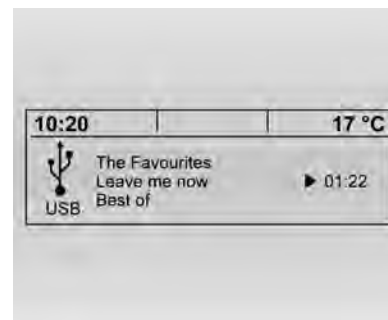 10:20 17 °C
The Favourites
Leave me now
Best of
▶ 01:22
USB